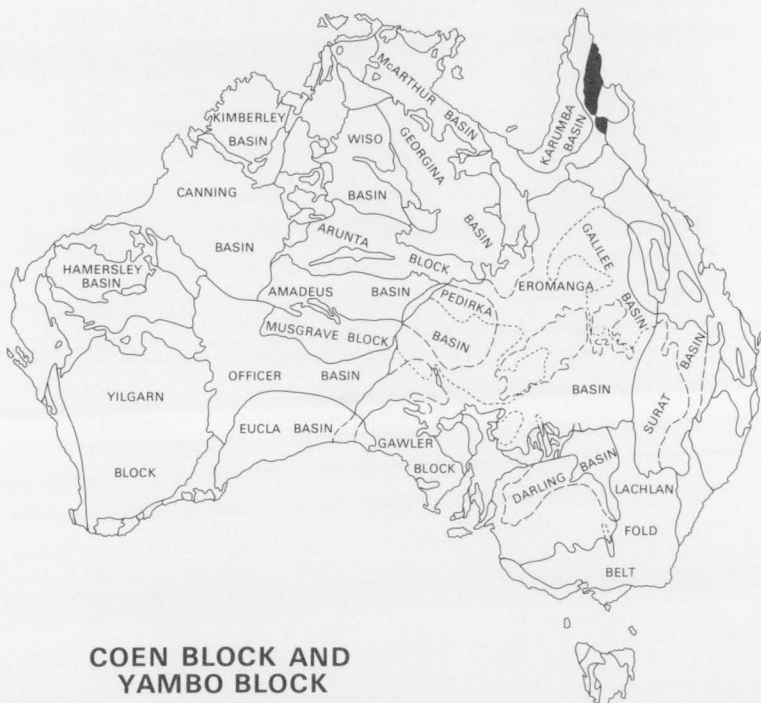 McARTHUR BASIN
KARUMBA
BASIN
KIMBERLEY
BASIN
WISO
BASIN
GEORGINA
BASIN
CANNING
BASIN
ARUNTA
BLOCK
HAMERSLEY
BASIN
AMADEUS BASIN
PEDIRKA
BASIN
EROMANGA
BASIN
GALILEE
BASIN
MUSGRAVE BLOCK
OFFICER BASIN
YILGARN
BLOCK
EUCLA BASIN
GAWLER
BLOCK
SURAT
BASIN
DARLING
BASIN
LACHLAN
FOLD
BELT
COEN BLOCK AND
YAMBO BLOCK